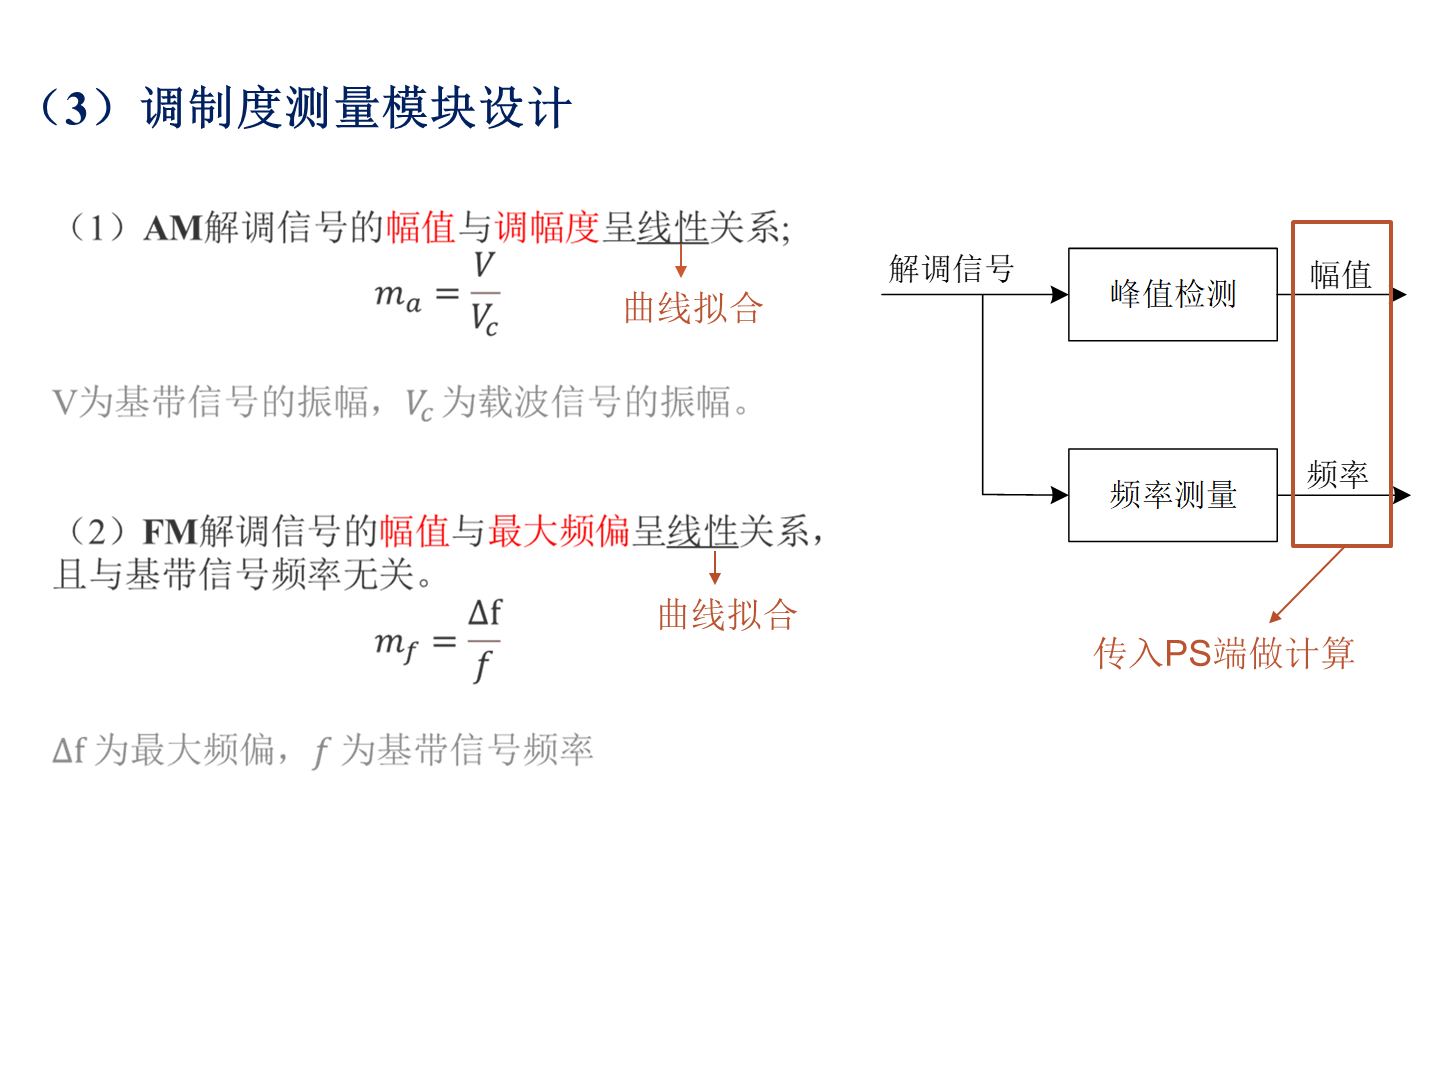 （3）调制度测量模块设计
（1）AM解调信号的幅值与调幅度呈线性关系;
m_a = V/V_c
曲线拟合
V为基带信号的振幅，V_c 为载波信号的振幅。
（2）FM解调信号的幅值与最大频偏呈线性关系，
且与基带信号频率无关。
m_f = Δf/f
曲线拟合
Δf 为最大频偏，f 为基带信号频率
解调信号
峰值检测
幅值
频率测量
频率
传入PS端做计算